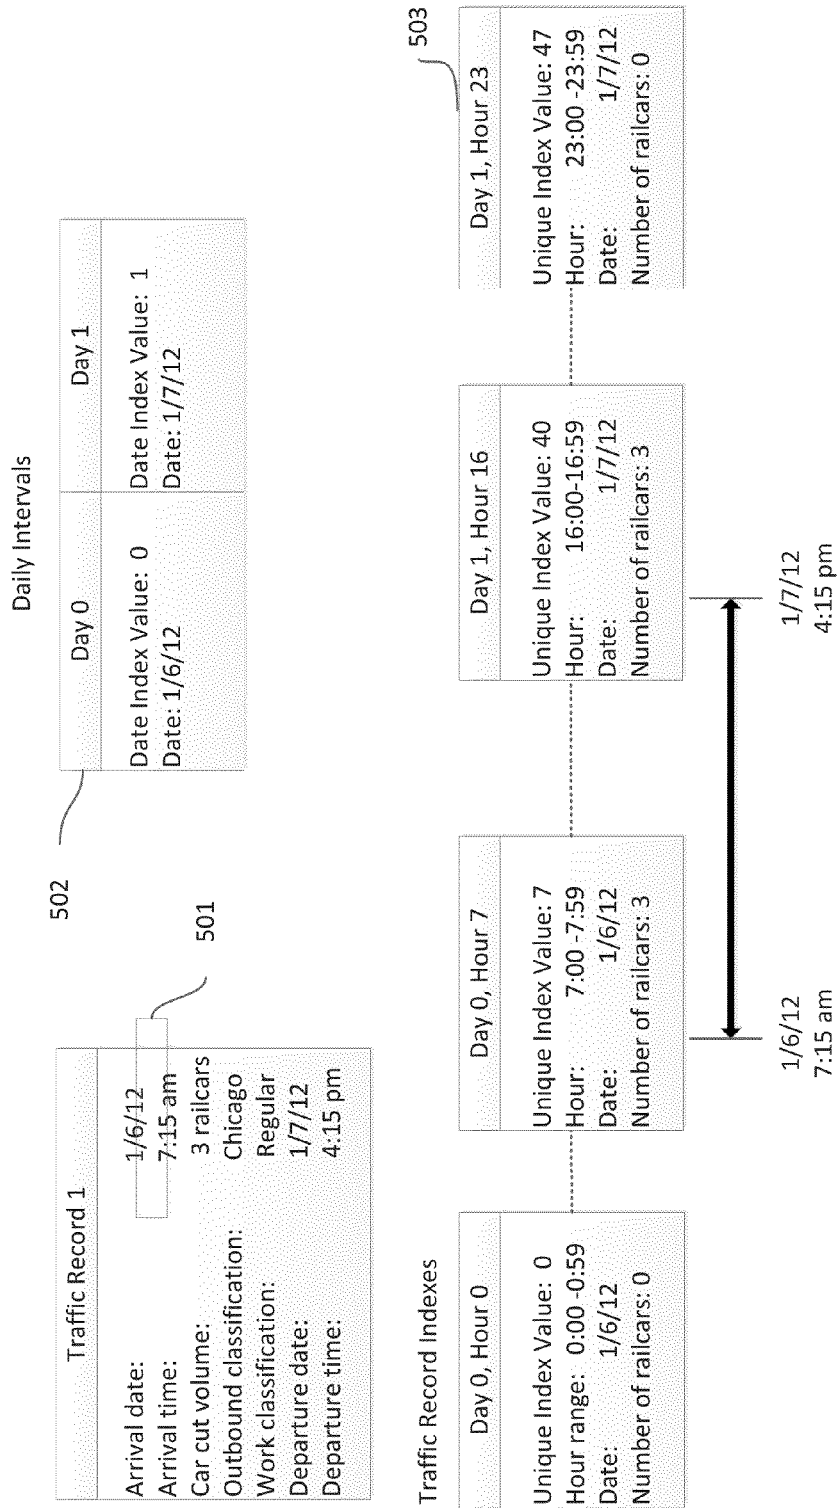 Traffic Record 1
Arrival date: 1/6/12
Arrival time: 7:15 am
Car cut volume: 3 railcars
Outbound classification: Chicago
Work classification: Regular
Departure date: 1/7/12
Departure time: 4:15 pm
501
502
Daily Intervals
Day 0
Date Index Value: 0
Date: 1/6/12
Day 1
Date Index Value: 1
Date: 1/7/12
Traffic Record Indexes
Day 0, Hour 0
Unique Index Value: 0
Hour range: 0:00 -0:59
Date: 1/6/12
Number of railcars: 0
Day 0, Hour 7
Unique Index Value: 7
Hour: 7:00 -7:59
Date: 1/6/12
Number of railcars: 3
Day 1, Hour 16
Unique Index Value: 40
Hour: 16:00-16:59
Date: 1/7/12
Number of railcars: 3
503
Day 1, Hour 23
Unique Index Value: 47
Hour: 23:00 -23:59
Date: 1/7/12
Number of railcars: 0
1/6/12
7:15 am
1/7/12
4:15 pm